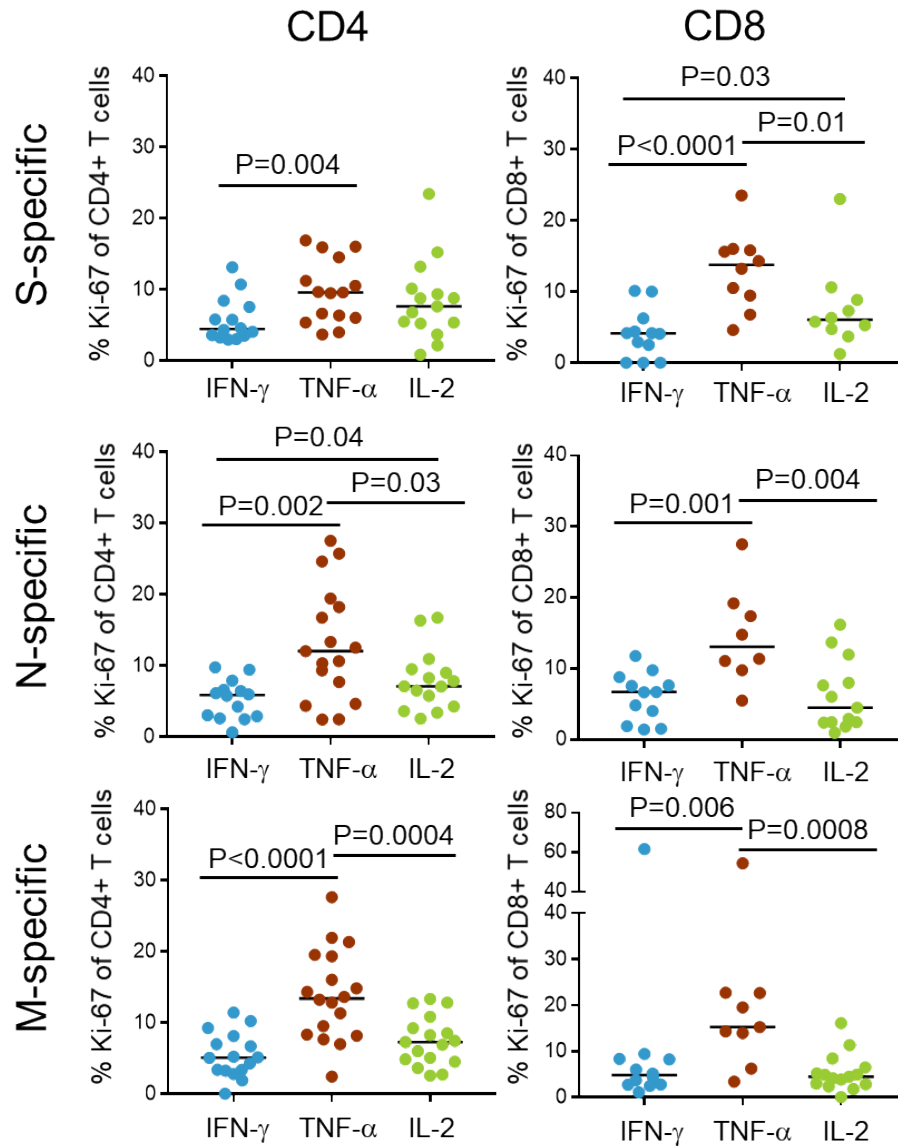 CD4
CD8
S-specific
% Ki-67 of CD4+ T cells
40
30
20
10
0
P=0.004
IFN-γ
TNF-α
IL-2
% Ki-67 of CD8+ T cells
40
30
20
10
0
P=0.03
P<0.0001
P=0.01
IFN-γ
TNF-α
IL-2
N-specific
% Ki-67 of CD4+ T cells
40
30
20
10
0
P=0.04
P=0.002
P=0.03
IFN-γ
TNF-α
IL-2
% Ki-67 of CD8+ T cells
40
30
20
10
0
P=0.001
P=0.004
IFN-γ
TNF-α
IL-2
M-specific
% Ki-67 of CD4+ T cells
40
30
20
10
0
P<0.0001
P=0.0004
IFN-γ
TNF-α
IL-2
% Ki-67 of CD8+ T cells
80
60
40
40
30
20
10
0
P=0.006
P=0.0008
IFN-γ
TNF-α
IL-2